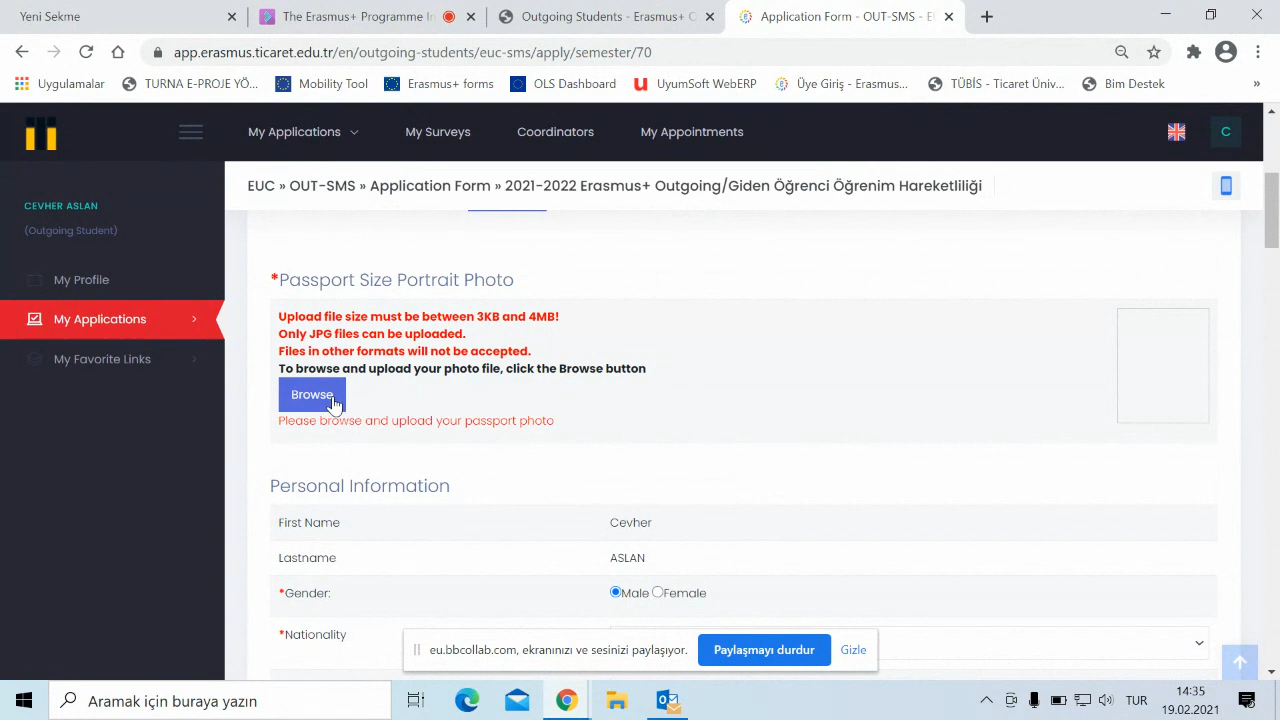 Yeni Sekme
The Erasmus+ Programme In
Outgoing Students - Erasmus+ C
Application Form - OUT-SMS - E
app.erasmus.ticaret.edu.tr/en/outgoing-students/euc-sms/apply/semester/70
Uygulamalar
TURNA E-PROJE YÖ...
Mobility Tool
Erasmus+ forms
OLS Dashboard
UyumSoft WebERP
Üye Giriş - Erasmus...
TÜBİS - Ticaret Üniv...
Bim Destek
»
My Applications
My Surveys
Coordinators
My Appointments
C
EUC » OUT-SMS » Application Form » 2021-2022 Erasmus+ Outgoing/Giden Öğrenci Öğrenim Hareketliliği
CEVHER ASLAN
(Outgoing Student)
My Profile
My Applications
My Favorite Links
*Passport Size Portrait Photo
Upload file size must be between 3KB and 4MB!
Only JPG files can be uploaded.
Files in other formats will not be accepted.
To browse and upload your photo file, click the Browse button
Browse
Please browse and upload your passport photo
Personal Information
First Name Cevher
Lastname ASLAN
*Gender: Male Female
*Nationality
eu.bbcollab.com, ekranınızı ve sesinizi paylaşıyor.
Paylaşmayı durdur
Gizle
Aramak için buraya yazın
TUR
14:35
19.02.2021